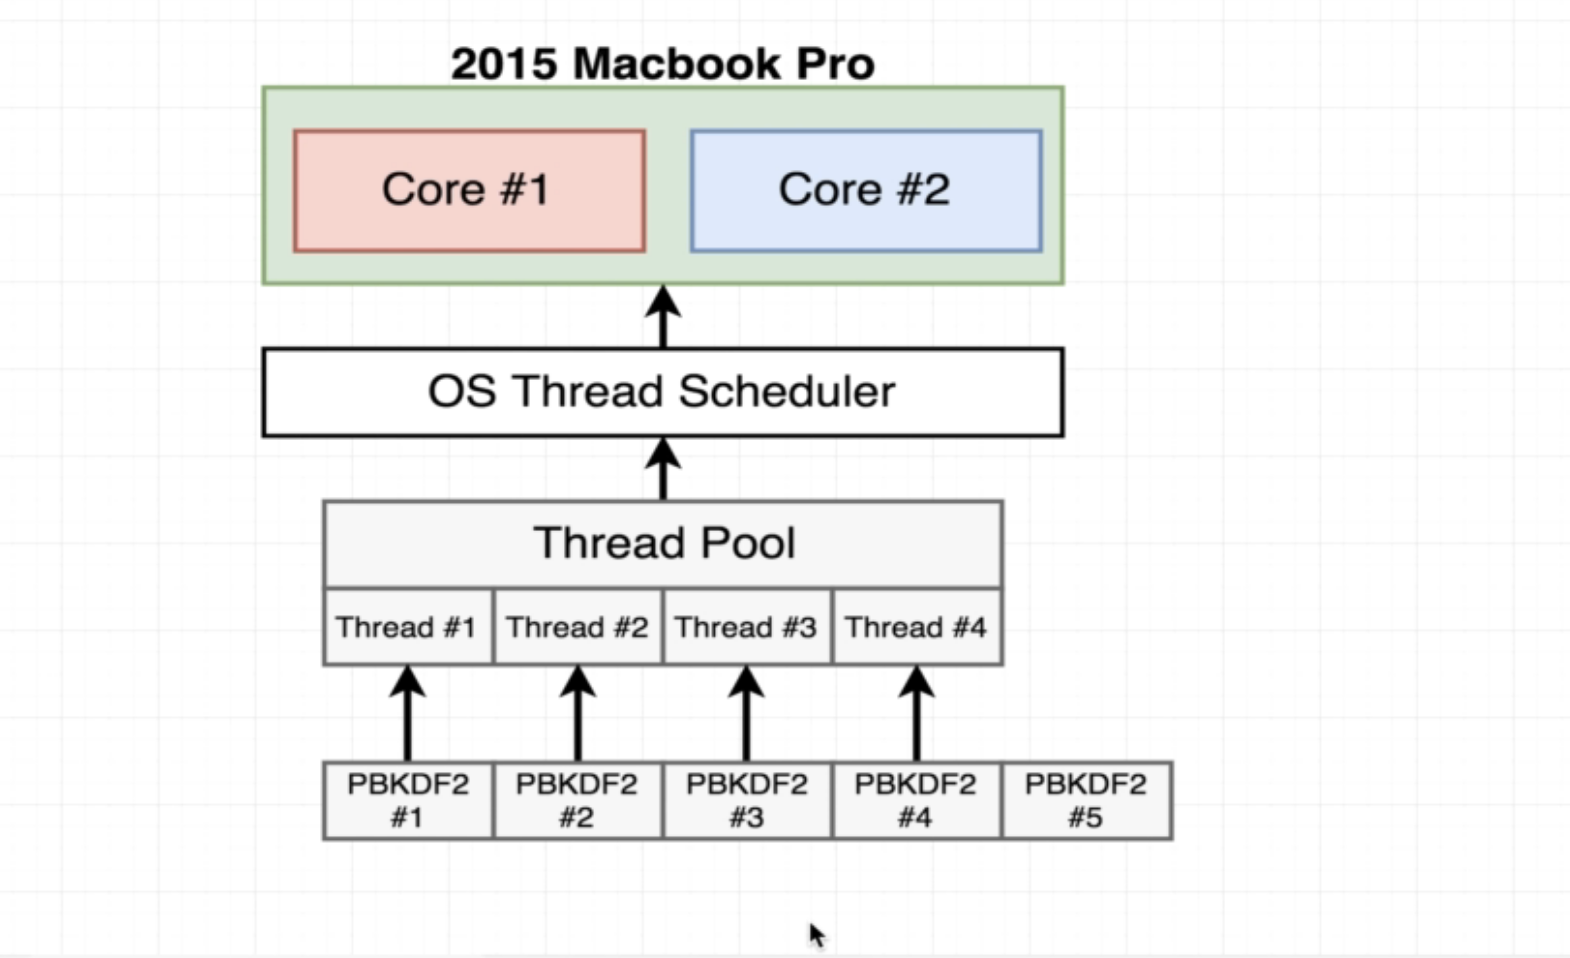 2015 Macbook Pro
Core #1
Core #2
OS Thread Scheduler
Thread Pool
Thread #1
Thread #2
Thread #3
Thread #4
PBKDF2
#1
PBKDF2
#2
PBKDF2
#3
PBKDF2
#4
PBKDF2
#5